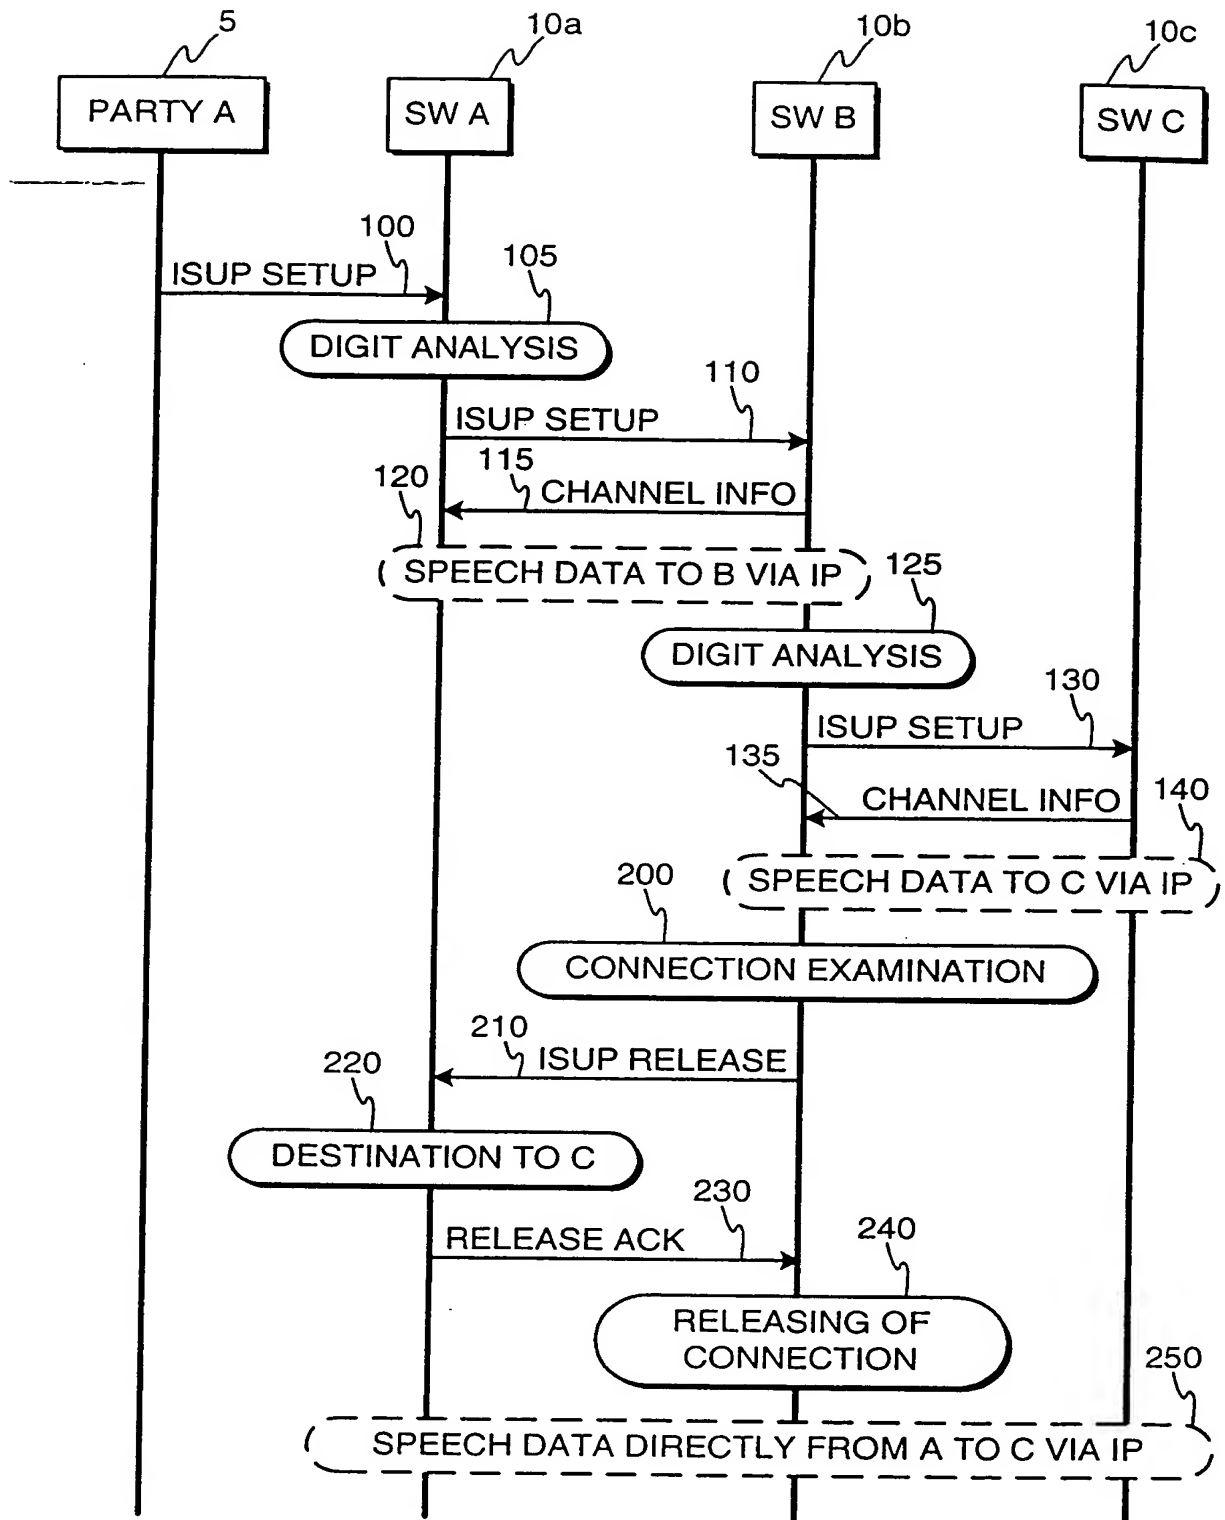 5
10a
10b
10c
PARTY A
SW A
SW B
SW C
100
ISUP SETUP
105
DIGIT ANALYSIS
110
ISUP SETUP
115
CHANNEL INFO
120
SPEECH DATA TO B VIA IP
125
DIGIT ANALYSIS
130
ISUP SETUP
135
CHANNEL INFO
140
SPEECH DATA TO C VIA IP
200
CONNECTION EXAMINATION
210
ISUP RELEASE
220
DESTINATION TO C
230
RELEASE ACK
240
RELEASING OF
CONNECTION
250
SPEECH DATA DIRECTLY FROM A TO C VIA IP